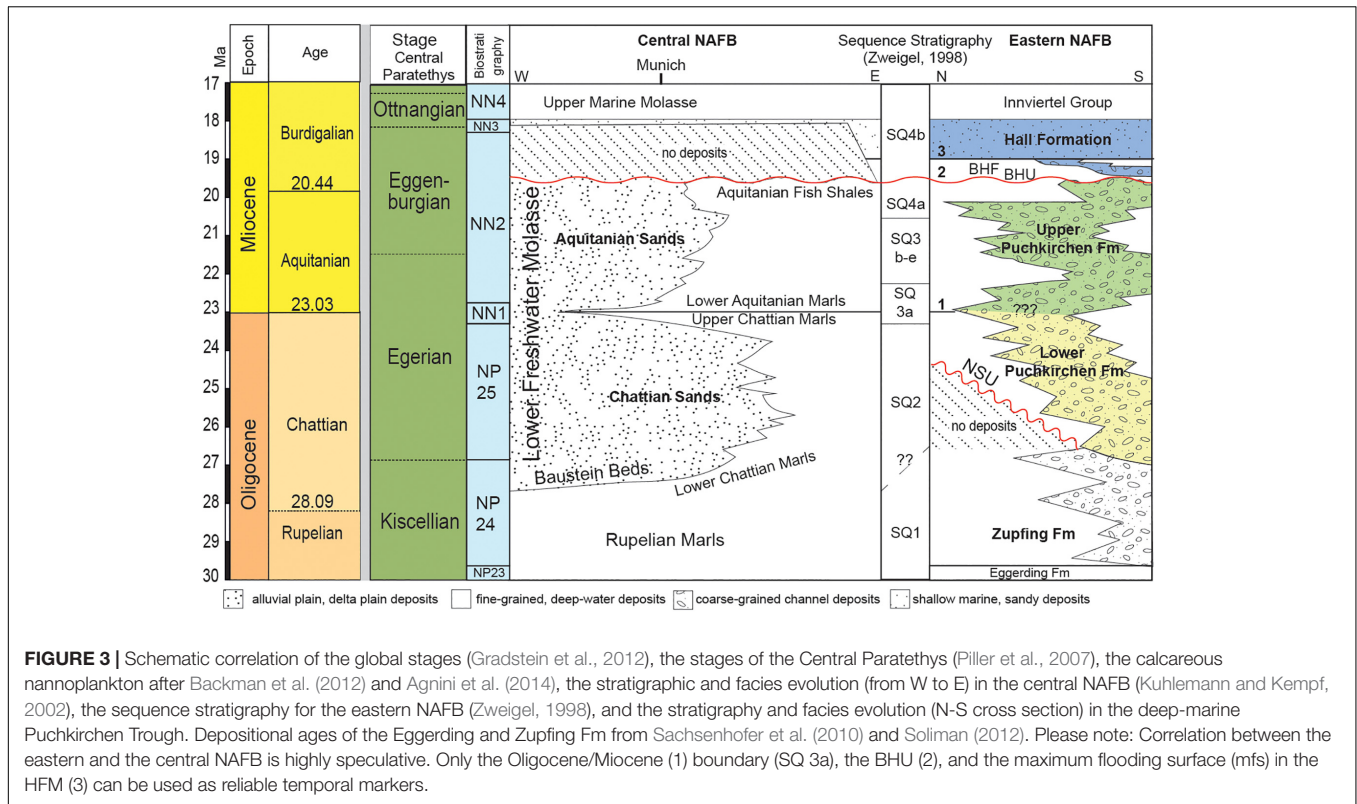 Ma
Epoch
Age
Stage
Central
Paratethys
Biostrati
graphy
Central NAFB
Munich
W
E
Sequence Stratigraphy
(Zweigel, 1998)
Eastern NAFB
N
S
17
18
19
20
21
22
23
24
25
26
27
28
29
30
Miocene
Oligocene
Burdigalian
20.44
Aquitanian
23.03
Chattian
28.09
Rupelian
Ottnangian
Eggen-
burgian
Egerian
Kiscellian
NN4
NN3
NN2
NN1
NP
25
NP
24
NP23
Lower Freshwater Molasse
Upper Marine Molasse
no deposits
Aquitanian Fish Shales
Aquitanian Sands
Lower Aquitanian Marls
Upper Chattian Marls
Chattian Sands
Baustein Beds
Lower Chattian Marls
Rupelian Marls
SQ4b
SQ4a
SQ3
b-e
SQ
3a
SQ2
??
SQ1
Innviertel Group
Hall Formation
3
2
BHF
BHU
Upper
Puchkirchen Fm
1
???
Lower
Puchkirchen Fm
NSU
no deposits
Zupfing Fm
Eggerding Fm
alluvial plain, delta plain deposits
fine-grained, deep-water deposits
coarse-grained channel deposits
shallow marine, sandy deposits
FIGURE 3 | Schematic correlation of the global stages (Gradstein et al., 2012), the stages of the Central Paratethys (Piller et al., 2007), the calcareous
nannoplankton after Backman et al. (2012) and Agnini et al. (2014), the stratigraphic and facies evolution (from W to E) in the central NAFB (Kuhlemann and Kempf,
2002), the sequence stratigraphy for the eastern NAFB (Zweigel, 1998), and the stratigraphy and facies evolution (N-S cross section) in the deep-marine
Puchkirchen Trough. Depositional ages of the Eggerding and Zupfing Fm from Sachsenhofer et al. (2010) and Soliman (2012). Please note: Correlation between the
eastern and the central NAFB is highly speculative. Only the Oligocene/Miocene (1) boundary (SQ 3a), the BHU (2), and the maximum flooding surface (mfs) in the
HFM (3) can be used as reliable temporal markers.